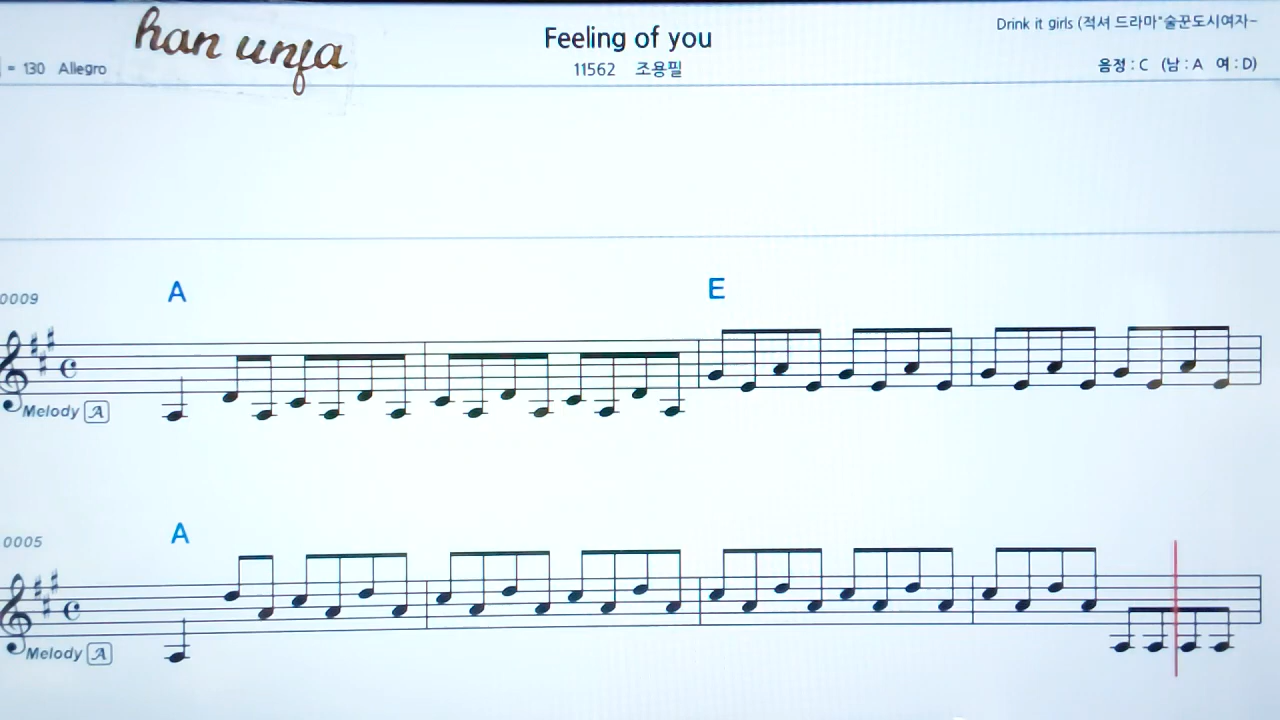 han unja
Feeling of you
Drink it girls (적셔 드라마"술꾼도시여자-
= 130 Allegro
11562 조용필
음정 : C (남 : A 여 : D)
A E
0009
Melody A
A
0005
Melody A